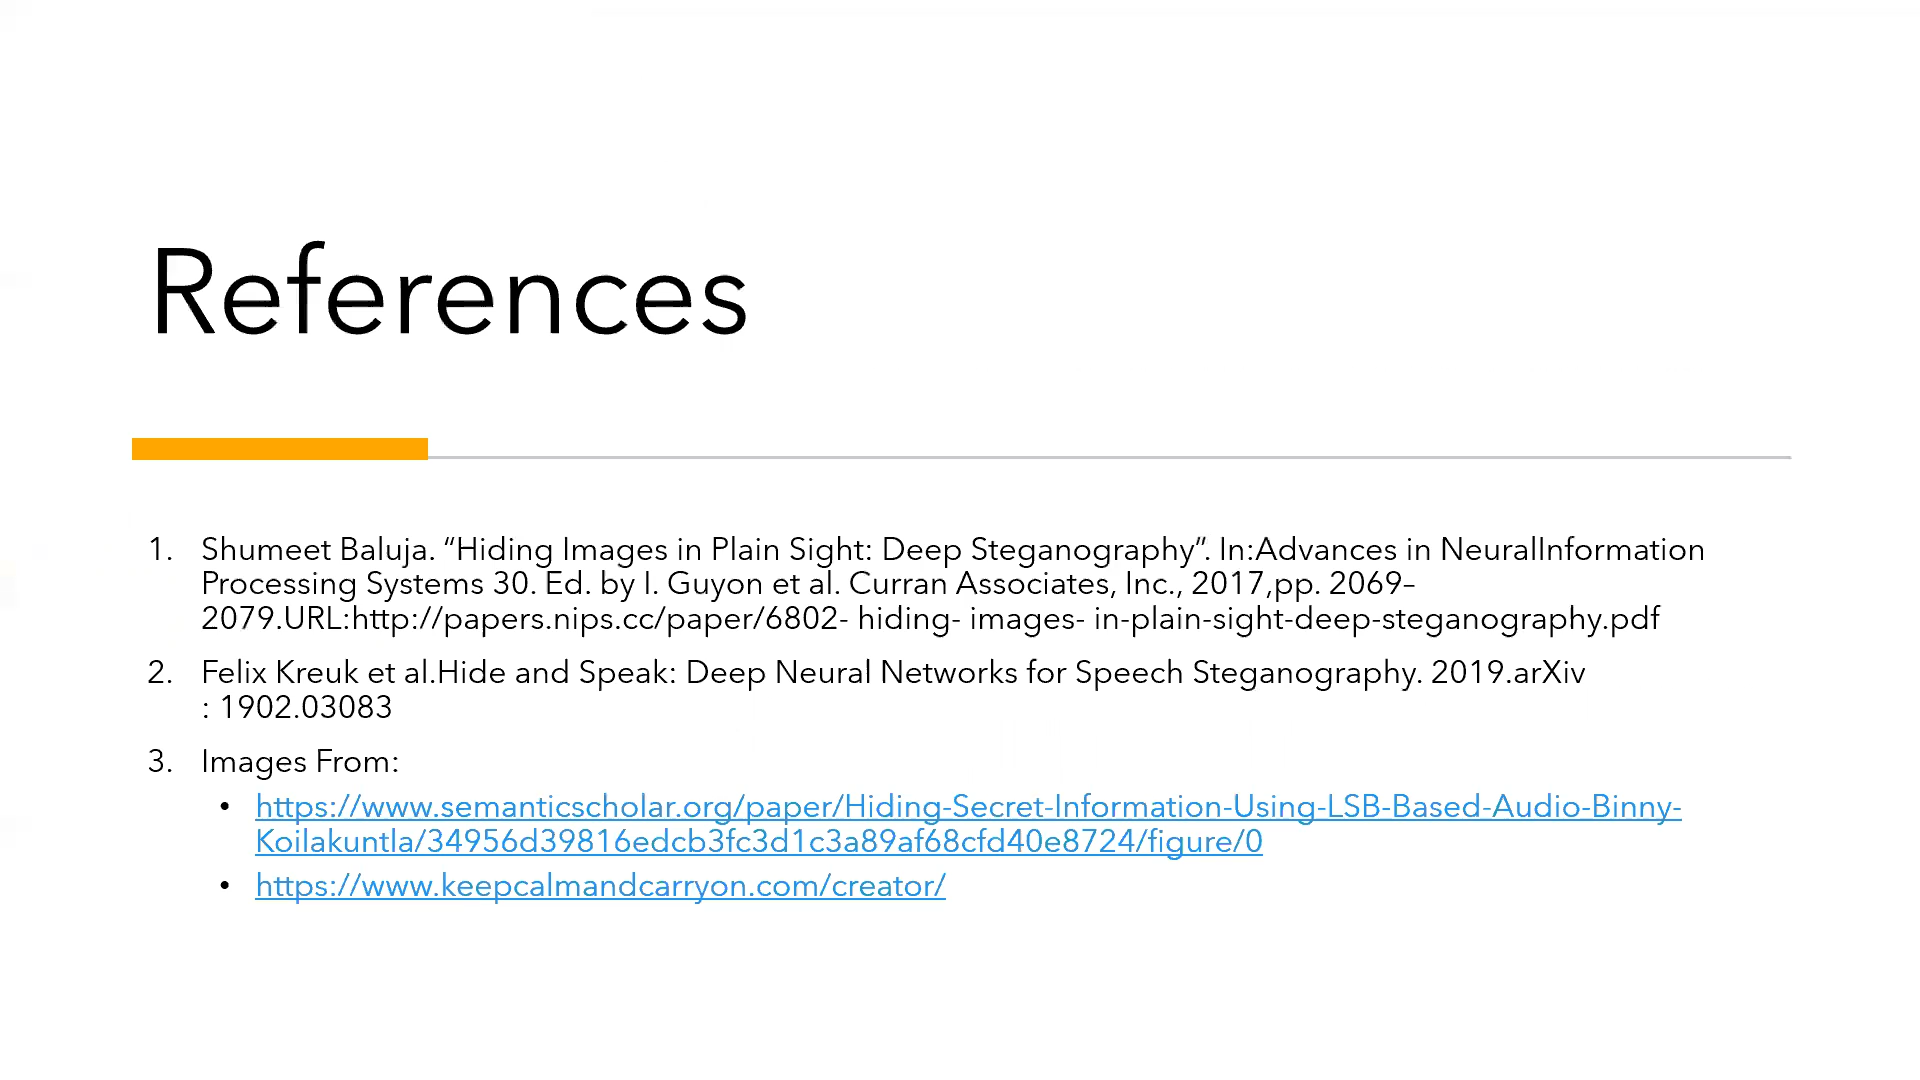 References
1. Shumeet Baluja. “Hiding Images in Plain Sight: Deep Steganography”. In:Advances in NeuralInformation
Processing Systems 30. Ed. by I. Guyon et al. Curran Associates, Inc., 2017,pp. 2069–
2079.URL:http://papers.nips.cc/paper/6802- hiding- images- in-plain-sight-deep-steganography.pdf
2. Felix Kreuk et al.Hide and Speak: Deep Neural Networks for Speech Steganography. 2019.arXiv
: 1902.03083
3. Images From:
• https://www.semanticscholar.org/paper/Hiding-Secret-Information-Using-LSB-Based-Audio-Binny-
Koilakuntla/34956d39816edcb3fc3d1c3a89af68cfd40e8724/figure/0
• https://www.keepcalmandcarryon.com/creator/